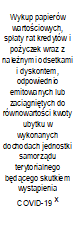 Wykup papierów
wartościowych,
spłaty rat kredytów i
pożyczek wraz z
należnymi odsetkami
i dyskontem,
odpowiednio
emitowanych lub
zaciągniętych do
równowartości kwoty
ubytku w
wykonanych
dochodach jednostki
samorządu
terytorialnego
będącego skutkiem
wystąpienia
COVID-19 x